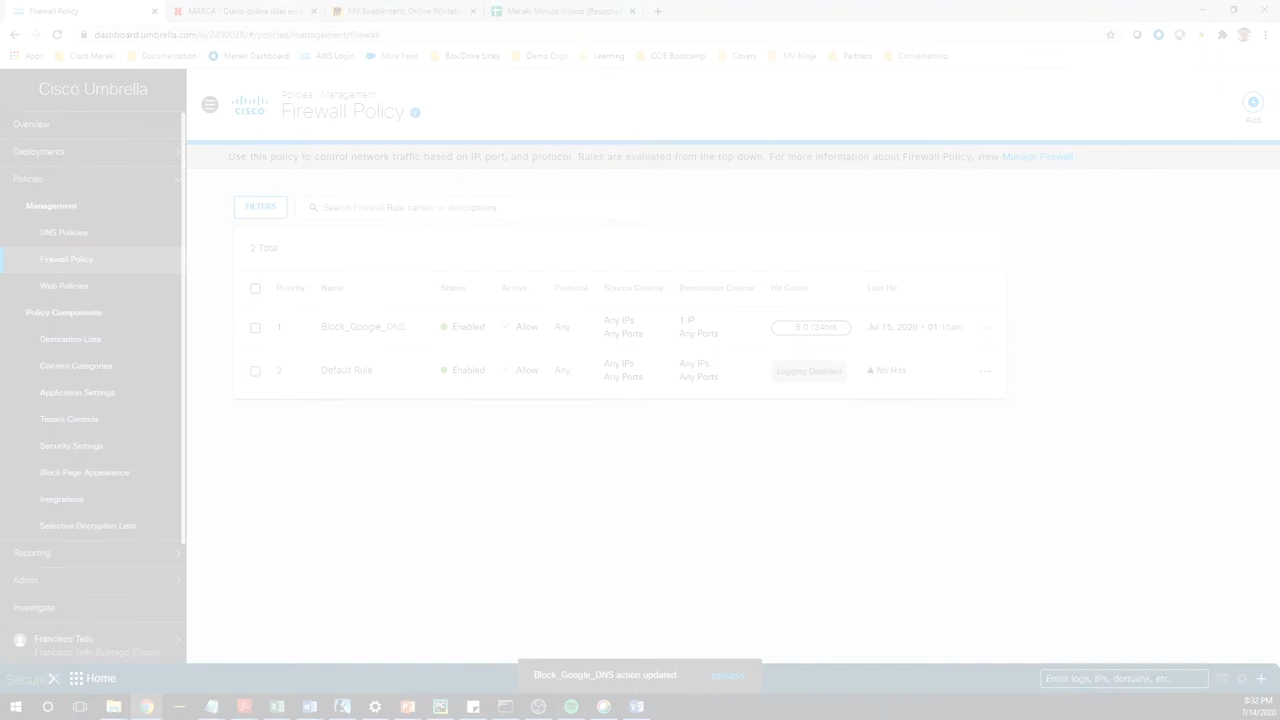 Firewall Policy
MARCA - Diario online líder en i
MV Enablement, Online Whiteb
Meraki Minute Videos (Respons
dashboard.umbrella.com/o/2490028/#/policies/management/firewall
Apps
Cisco Meraki
Documentation
Meraki Dashboard
AWS Login
Mule Feed
Box/Drive Links
Demo Orgs
Learning
CCIE Bootcamp
Covers
MV Ninja
Partners
Conversatorio
Cisco Umbrella
Overview
Deployments
Policies
Management
DNS Policies
Firewall Policy
Web Policies
Policy Components
Destination Lists
Content Categories
Application Settings
Tenant Controls
Security Settings
Block Page Appearance
Integrations
Selective Decryption Lists
Reporting
Admin
Investigate
Francisco Tello
Francisco Tello Burmigo (Cisco)
CISCO
Policies / Management
Firewall Policy
Add
Use this policy to control network traffic based on IP, port, and protocol. Rules are evaluated from the top down. For more information about Firewall Policy, view Manage Firewall.
FILTERS
Search Firewall Rule names or descriptions
2 Total
Priority Name Status Action Protocol Source Criteria Destination Criteria Hit Count Last Hit
1 Block_Google_DNS Enabled Allow Any Any IPs Any Ports 1 IP Any Ports 5.0 /24hrs Jul 15, 2020 - 01:15am
2 Default Rule Enabled Allow Any Any IPs Any Ports Any IPs Any Ports Logging Disabled No Hits
Block_Google_DNS action updated.
DISMISS
SecureX
Home
Enter logs, IPs, domains, etc.
8:32 PM
7/14/2020